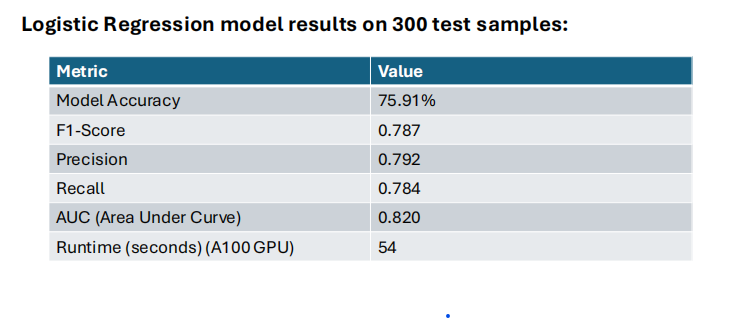 Logistic Regression model results on 300 test samples:
Metric Value
Model Accuracy 75.91%
F1-Score 0.787
Precision 0.792
Recall 0.784
AUC (Area Under Curve) 0.820
Runtime (seconds) (A100 GPU) 54